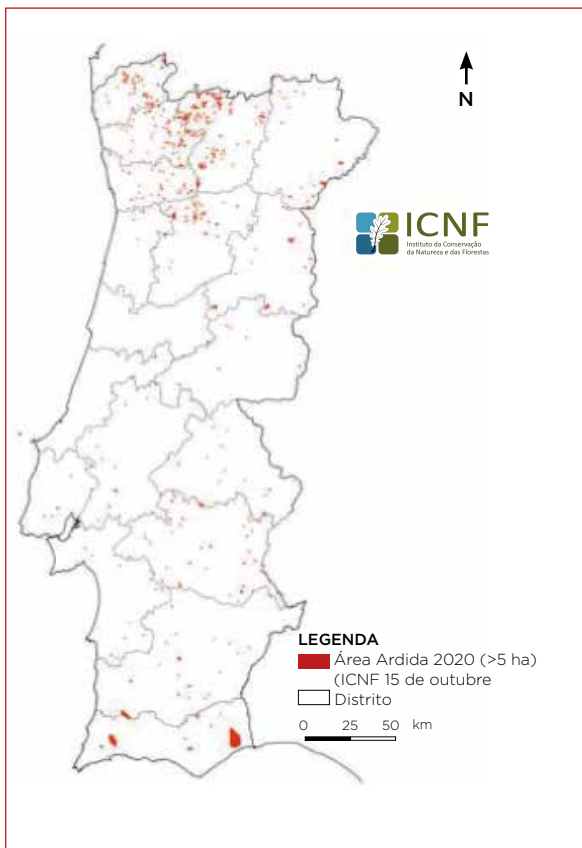 N
ICNF
Instituto da Conservação
da Natureza e das Florestas
LEGENDA
Área Ardida 2020 (>5 ha)
(ICNF 15 de outubre
Distrito
0 25 50 km